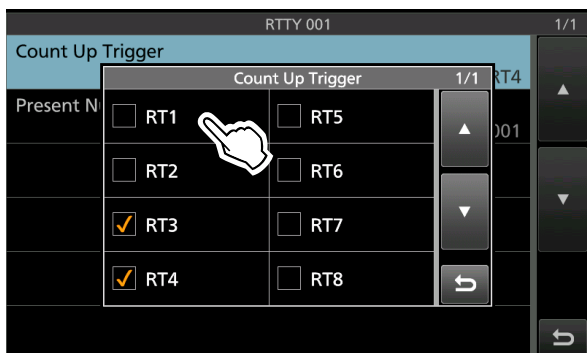 RTTY 001 1/1
Count Up Trigger
RT4
Count Up Trigger 1/1
Present N
001
RT1 RT5
RT2 RT6
RT3 RT7
RT4 RT8